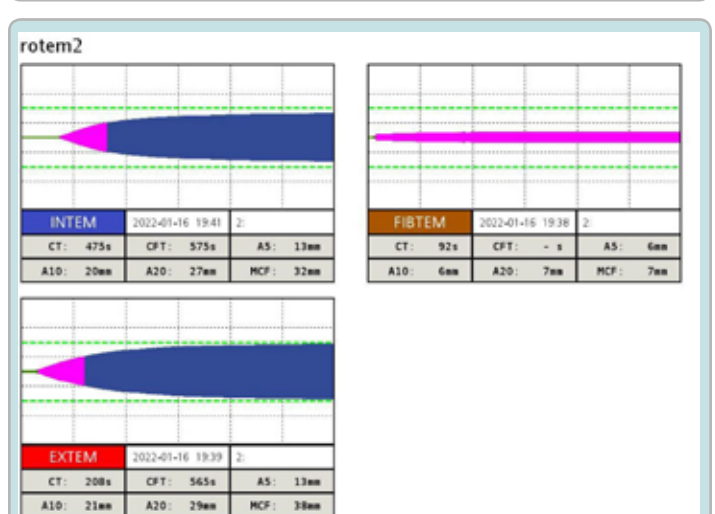 rotem2
INTEM 2022-01-16 19:41 2:
CT: 475s CFT: 575s A5: 13mm
A10: 20mm A20: 27mm MCF: 32mm
FIBTEM 2022-01-16 19:38 2:
CT: 92s CFT: - s A5: 6mm
A10: 6mm A20: 7mm MCF: 7mm
EXTEM 2022-01-16 19:39 2:
CT: 208s CFT: 565s A5: 13mm
A10: 21mm A20: 29mm MCF: 38mm